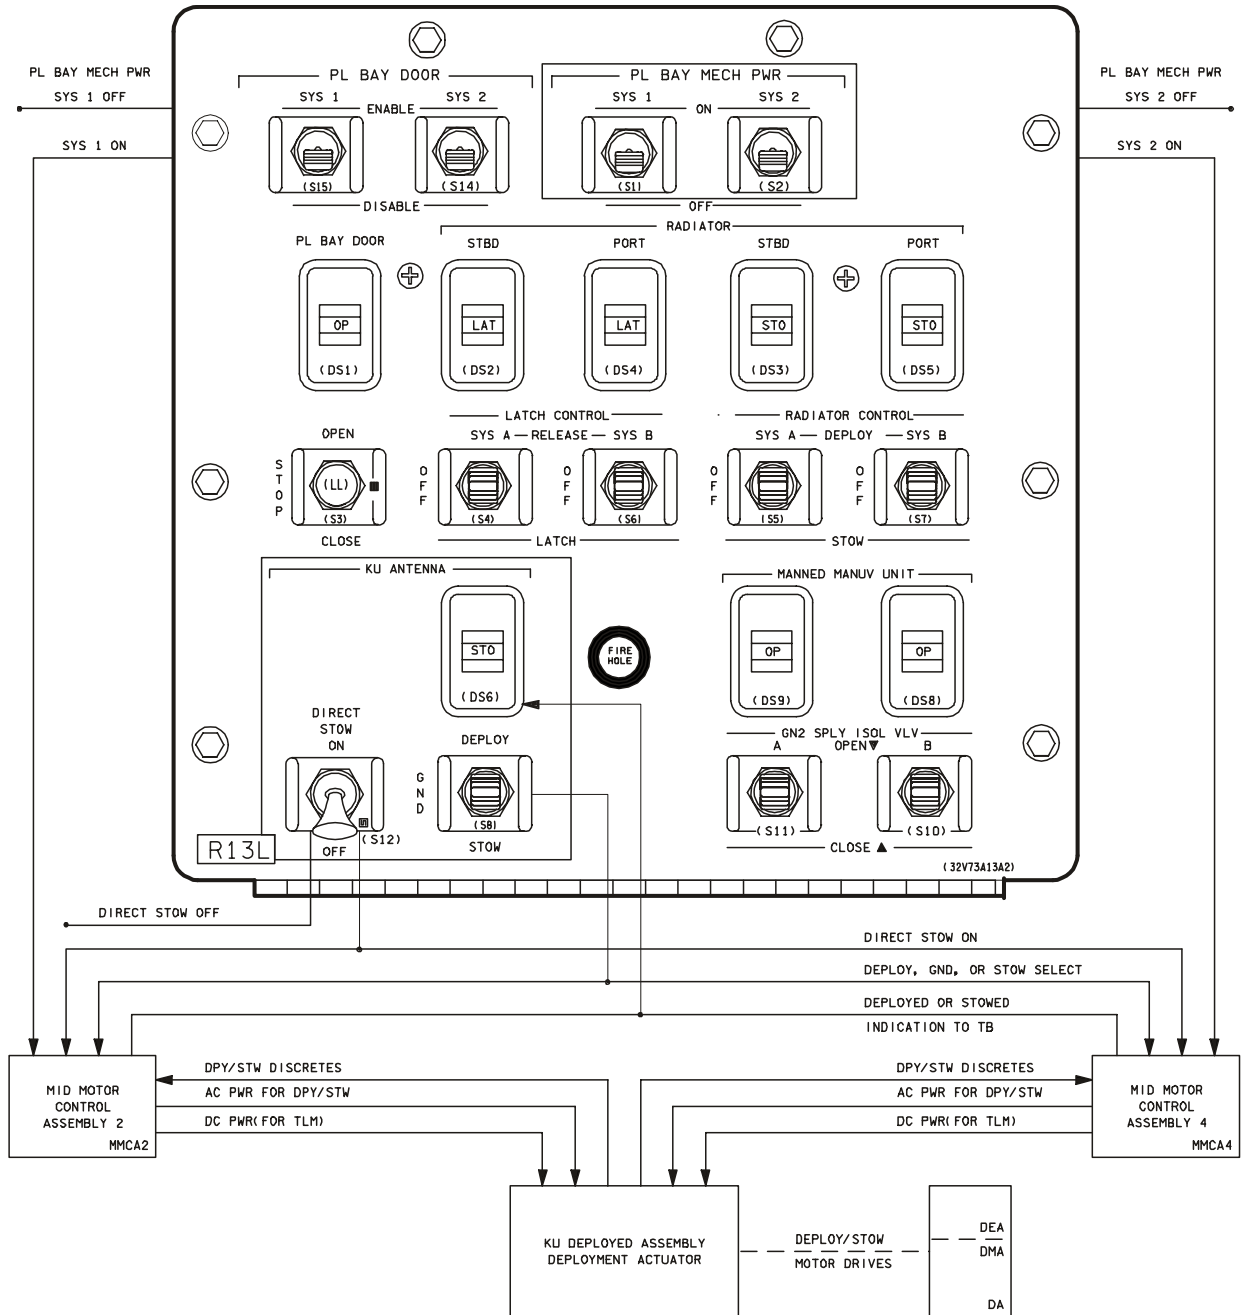 PL BAY DOOR
PL BAY MECH PWR
PL BAY MECH PWR
PL BAY MECH PWR
SYS 1 OFF
SYS 1
ENABLE
SYS 2
SYS 1
ON
SYS 2
SYS 2 OFF
SYS 1 ON
SYS 2 ON
(S15)
(S14)
(S1)
(S2)
DISABLE
OFF
RADIATOR
PL BAY DOOR
STBD
PORT
STBD
PORT
OP
LAT
LAT
STO
STO
(DS1)
(DS2)
(DS4)
(DS3)
(DS5)
LATCH CONTROL
RADIATOR CONTROL
OPEN
SYS A
RELEASE
SYS B
SYS A
DEPLOY
SYS B
STOP
(LL)
OFF
OFF
OFF
OFF
(S3)
(S4)
(S6)
(S5)
(S7)
CLOSE
LATCH
STOW
KU ANTENNA
MANNED MANUV UNIT
STO
FIRE
HOLE
OP
OP
(DS6)
(DS9)
(DS8)
DIRECT
STOW
ON
DEPLOY
GN2 SPLY ISOL VLV
A
OPEN▼
B
GND
(S8)
(S11)
(S10)
(S12)
OFF
STOW
CLOSE ▲
R13L
(32V73A13A2)
DIRECT STOW OFF
DIRECT STOW ON
DEPLOY, GND, OR STOW SELECT
DEPLOYED OR STOWED
INDICATION TO TB
MID MOTOR
CONTROL
ASSEMBLY 2
MMCA2
DPY/STW DISCRETES
AC PWR FOR DPY/STW
DC PWR(FOR TLM)
DPY/STW DISCRETES
AC PWR FOR DPY/STW
DC PWR(FOR TLM)
MID MOTOR
CONTROL
ASSEMBLY 4
MMCA4
KU DEPLOYED ASSEMBLY
DEPLOYMENT ACTUATOR
DEPLOY/STOW
MOTOR DRIVES
DEA
DMA
DA